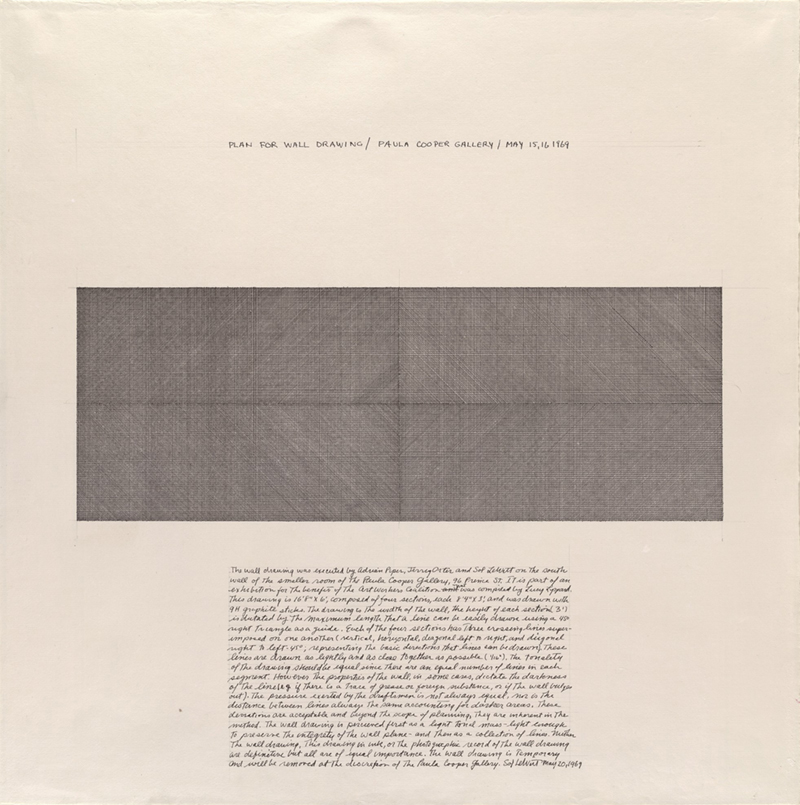 PLAN FOR WALL DRAWING / PAULA COOPER GALLERY / MAY 15, 16 1969
The wall drawing was executed by Adrian Piper, Jerry Orter and Sol LeWitt on the south
wall of the smaller room of the Paula Cooper Gallery, 96 Prince St. It is part of an
exhibition for the benefit of the Art Workers Coalition and was compiled by Lucy Lippard.
This drawing is 16'8" X 6', composed of four sections, each 8'4" X 3', and was drawn with
9H graphite sticks. The drawing is the width of the wall, the height of each section (3')
is dictated by the maximum length that a line can be easily drawn using a 45°
right triangle as a guide. Each of the four sections has three crossing lines super-
imposed on one another (vertical, horizontal, diagonal left to right, and diagonal
right to left: 45°, representing the basic directions that lines can be drawn). These
lines are drawn as lightly and as close together as possible (1/16"). The tonality
of the drawing should be equal since there are an equal number of lines in each
segment. However the properties of the wall, in some cases, dictate the darkness
of the line (e.g. if there is a trace of grease or foreign substance, or if the wall bulges
out). The pressure exerted by the draftsmen is not always equal, nor is the
distance between lines always the same accounting for darker areas. These
deviations are acceptable and beyond the scope of planning, they are inherent in the
method. The wall drawing is perceived first as a light tonal mass - light enough
to preserve the integrity of the wall plane - and then as a collection of lines. Neither
the wall drawing, this drawing in ink, or the photographic record of the wall drawing
are definitive but all are of equal importance. The wall drawing is temporary
and will be removed at the discretion of the Paula Cooper Gallery. Sol LeWitt May 20, 1969